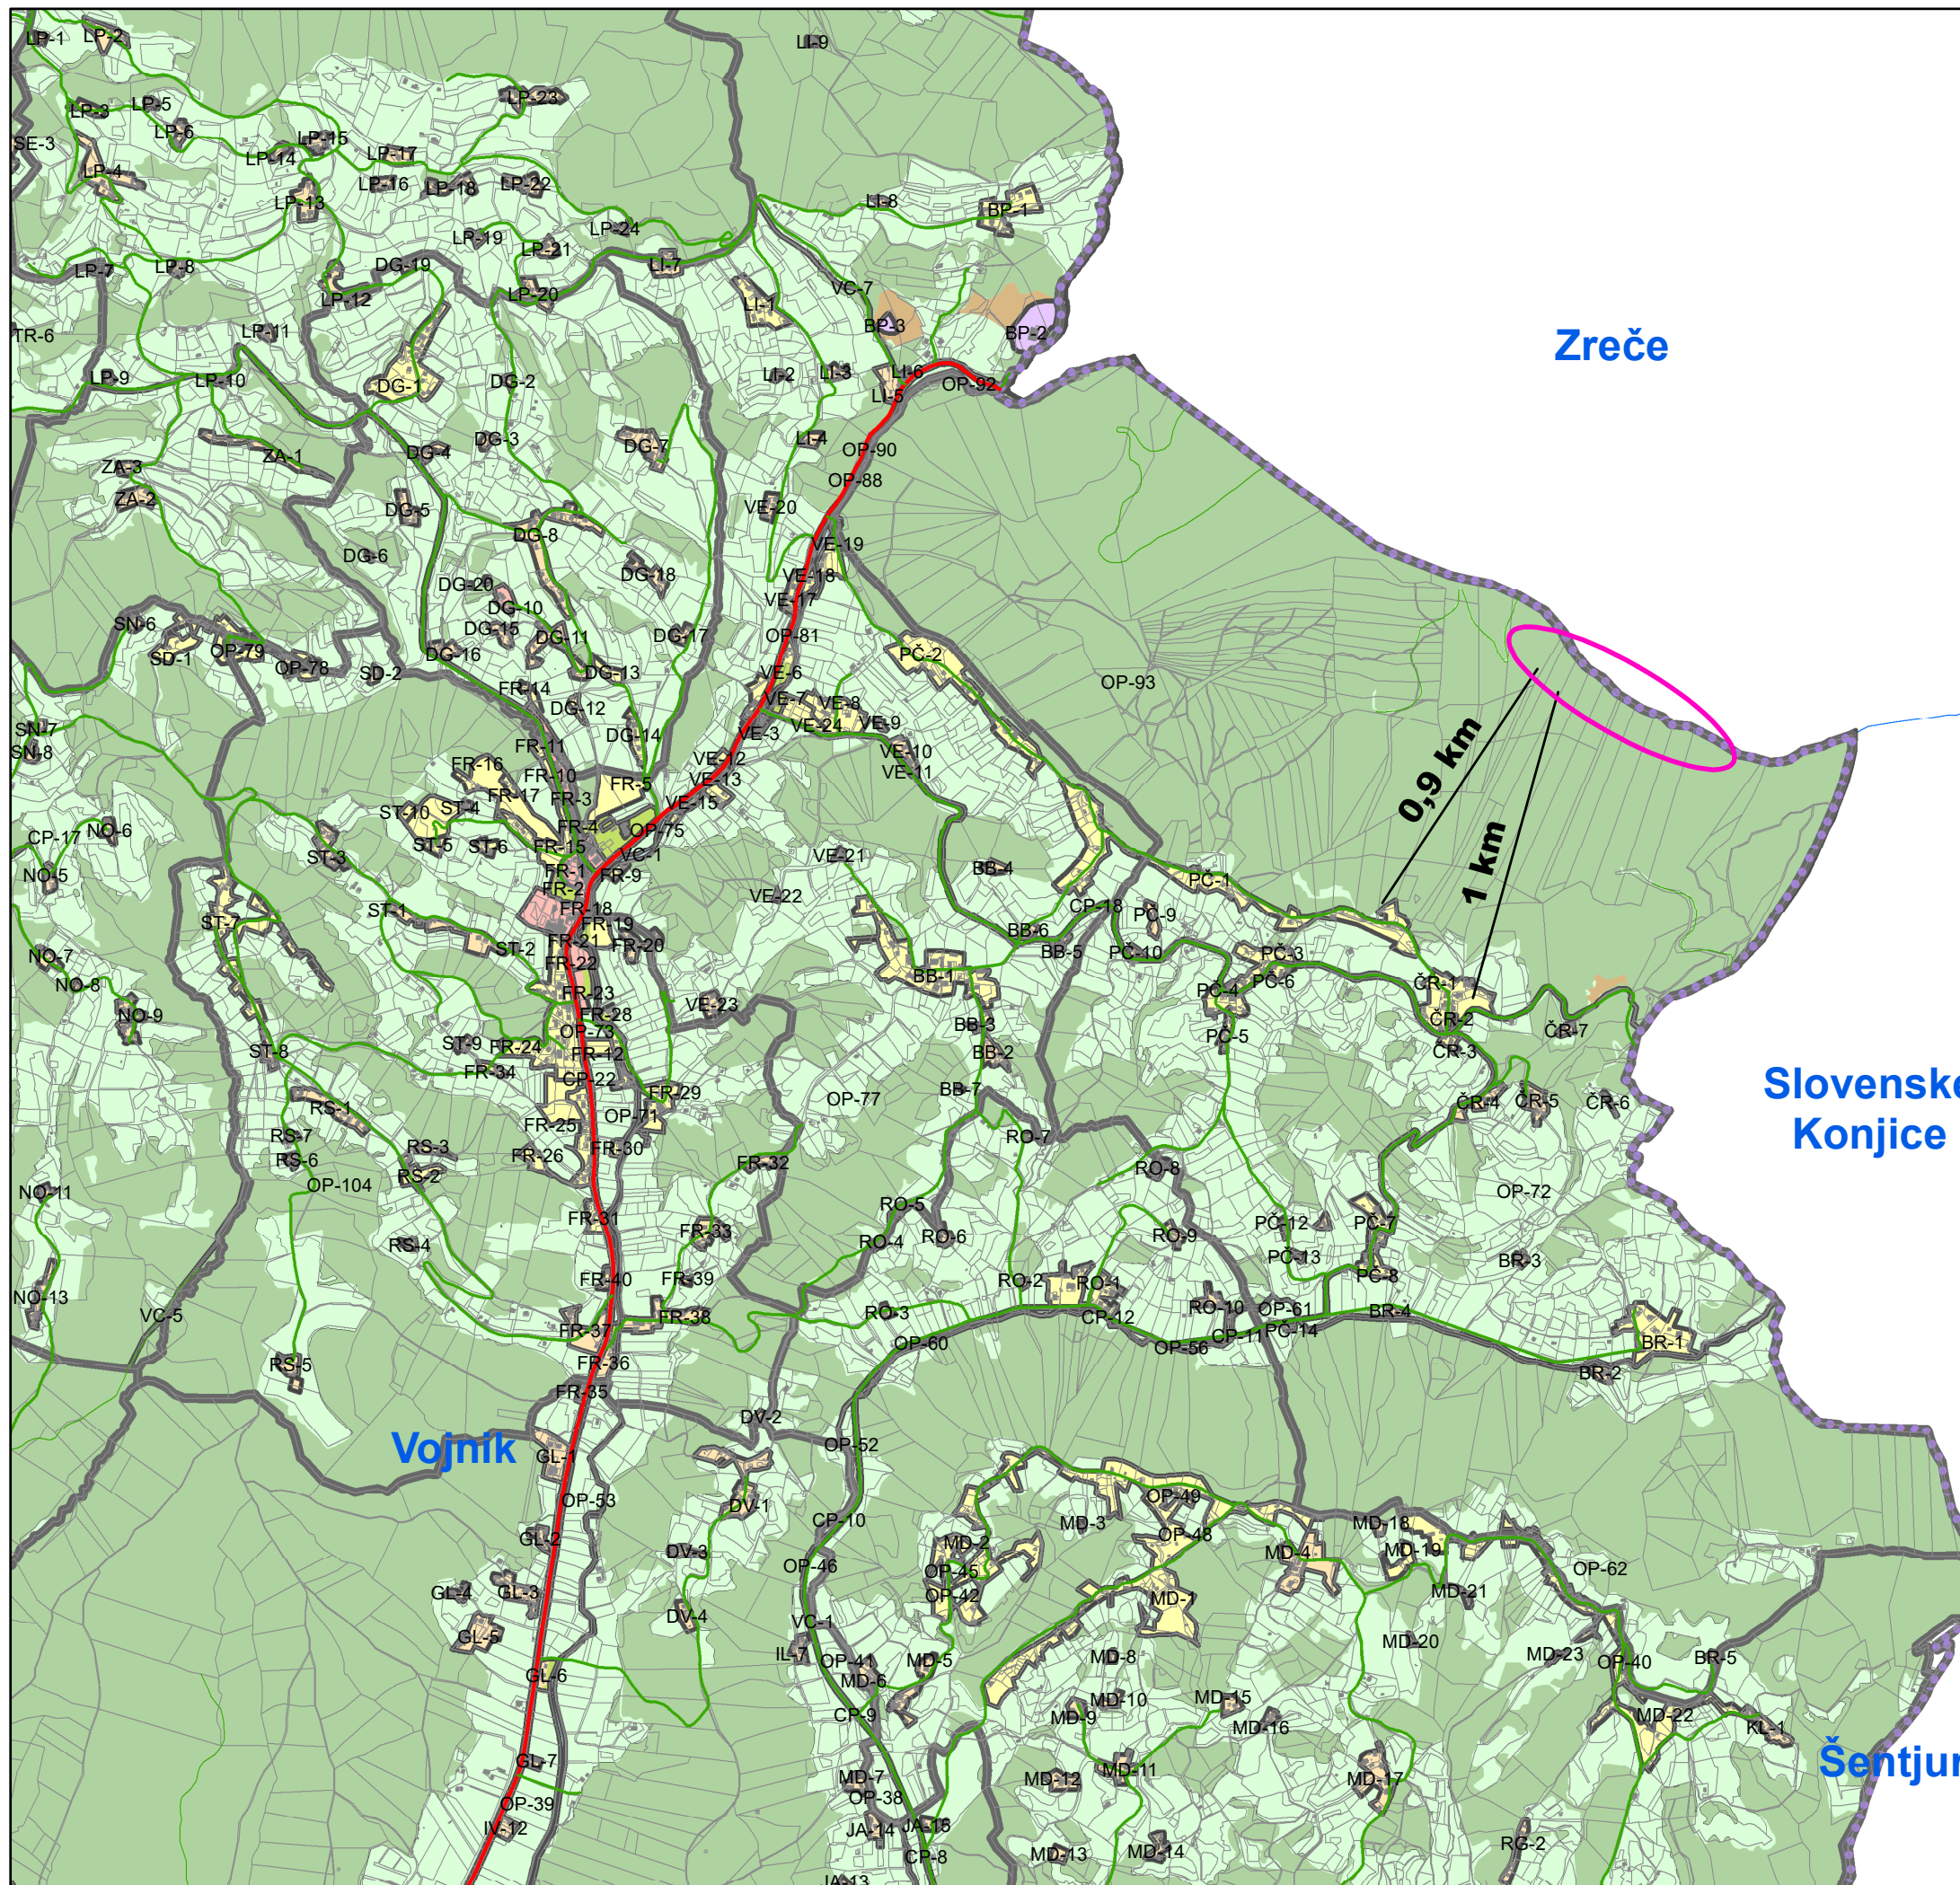 LP-1
LP-2
LI-9
LP-3
LP-5
LP-23
LP-6
SE-3
LP-15
LP-14
LP-17
LP-4
LP-16
LP-18
LP-22
LP-13
LI-8
BP-1
LP-24
LP-19
LP-21
LP-7
LP-8
DG-19
LI-7
LP-12
LP-20
VC-7
LI-1
BP-3
BP-2
TR-6
LP-11
Zreče
LP-9
LP-10
DG-1
DG-2
LI-2
LI-3
LI-6
OP-92
LI-5
DG-3
DG-7
LI-4
OP-90
DG-4
ZA-1
ZA-3
OP-88
ZA-2
DG-5
VE-20
DG-8
VE-19
DG-6
DG-18
VE-18
DG-20
DG-10
VE-17
SN-6
DG-15
DG-11
DG-17
OP-81
SD-1
OP-79
DG-16
PČ-2
OP-78
SD-2
DG-13
VE-6
OP-93
FR-14
DG-12
VE-7
VE-8
SN-7
VE-24
VE-9
VE-3
DG-14
SN-8
FR-11
VE-10
VE-12
VE-11
FR-16
FR-10
VE-13
FR-5
0,9 km
FR-17
FR-3
VE-15
ST-10
ST-4
FR-4
OP-75
CP-17
NO-6
ST-5
ST-6
FR-15
VC-1
VE-21
ST-3
1 km
FR-1
FR-9
BB-4
NO-5
FR-2
VE-22
PČ-1
ST-1
FR-18
CP-18
PČ-9
ST-7
FR-19
BB-6
ST-2
FR-21
FR-20
BB-5
PČ-10
PČ-3
NO-7
FR-22
BB-1
PČ-6
NO-8
FR-23
PČ-4
ČR-1
VE-23
NO-9
FR-28
BB-3
ČR-2
OP-73
PČ-5
ČR-7
ST-9
FR-24
FR-12
BB-2
ČR-3
ST-8
FR-34
CP-22
FR-29
BB-7
OP-77
Slovensk
Konjice
RS-1
OP-71
ČR-4
ČR-5
ČR-6
FR-25
RS-7
RO-7
RS-3
FR-30
RS-6
FR-26
FR-32
RO-8
RS-2
OP-104
NO-11
OP-72
RO-5
FR-31
PČ-12
PČ-7
FR-33
RO-4
RO-6
RO-9
RS-4
PČ-13
BR-3
FR-40
FR-39
RO-2
RO-1
PČ-8
NO-13
RO-3
RO-10
OP-61
BR-4
VC-5
FR-38
CP-12
FR-37
PČ-14
CP-11
OP-60
OP-56
BR-1
RS-5
FR-36
BR-2
FR-35
DV-2
Vojnik
OP-52
GL-1
OP-53
DV-1
OP-49
CP-10
MD-3
MD-18
OP-48
GL-2
MD-2
DV-3
MD-4
MD-19
OP-46
OP-45
OP-62
GL-4
GL-3
OP-42
MD-1
MD-21
DV-4
VC-1
GL-5
MD-20
IL-7
OP-41
MD-5
MD-8
MD-23
BR-5
OP-40
GL-6
MD-6
MD-10
MD-15
CP-9
MD-9
MD-16
MD-22
KL-1
GL-7
MD-11
Šentjur
MD-7
MD-12
MD-17
OP-39
OP-38
IV-12
JA-14
JA-15
MD-13
MD-14
RG-2
CP-8
JA-13